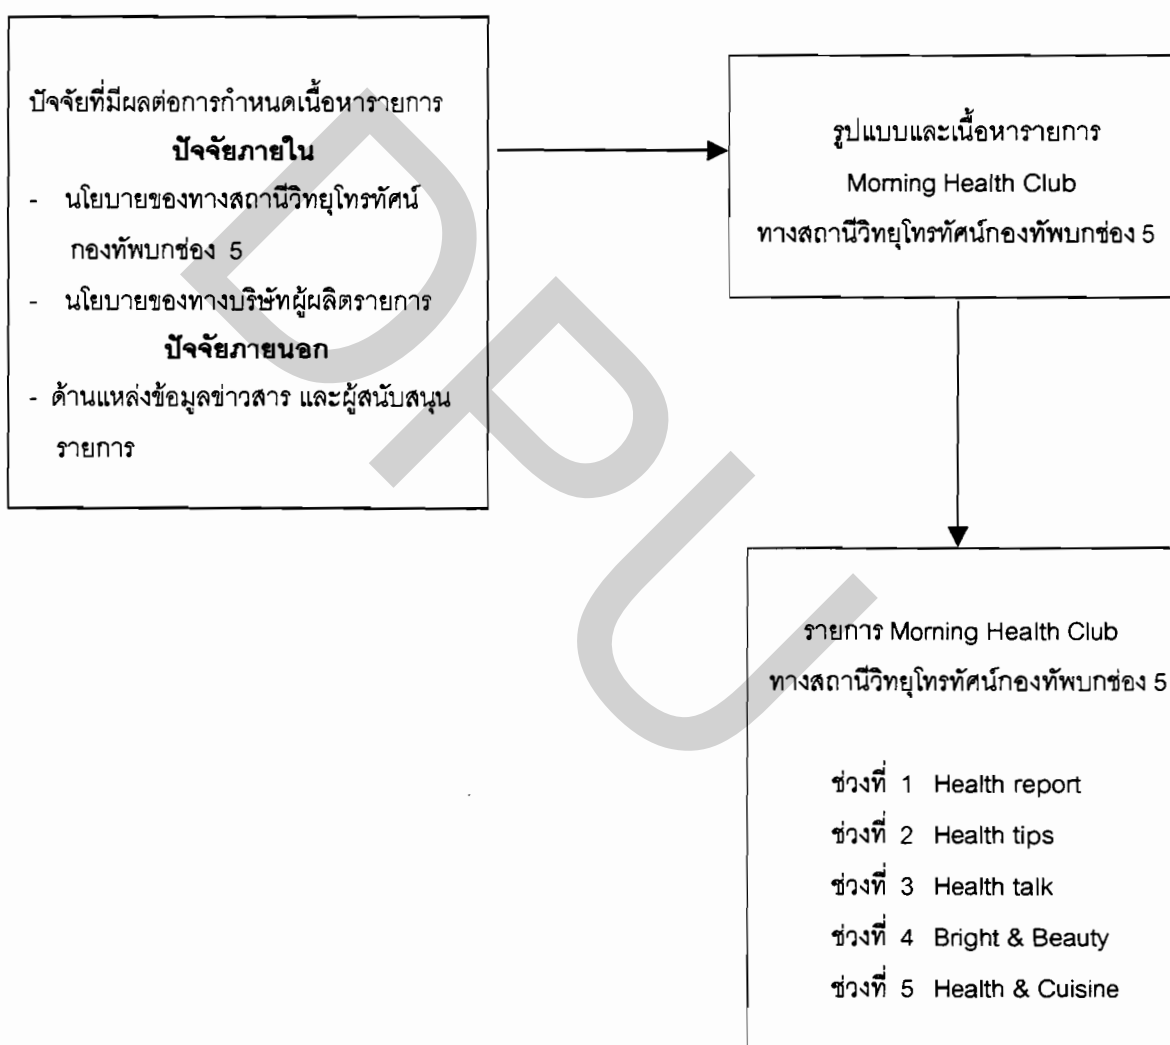 ปัจจัยที่มีผลต่อการกำหนดเนื้อหารายการ
ปัจจัยภายใน
- นโยบายของทางสถานีวิทยุโทรทัศน์
กองทัพบกช่อง 5
- นโยบายของทางบริษัทผู้ผลิตรายการ
ปัจจัยภายนอก
- ด้านแหล่งข้อมูลข่าวสาร และผู้สนับสนุน
รายการ
รูปแบบและเนื้อหารายการ
Morning Health Club
ทางสถานีวิทยุโทรทัศน์กองทัพบกช่อง 5
รายการ Morning Health Club
ทางสถานีวิทยุโทรทัศน์กองทัพบกช่อง 5
ช่วงที่ 1 Health report
ช่วงที่ 2 Health tips
ช่วงที่ 3 Health talk
ช่วงที่ 4 Bright & Beauty
ช่วงที่ 5 Health & Cuisine
DPU